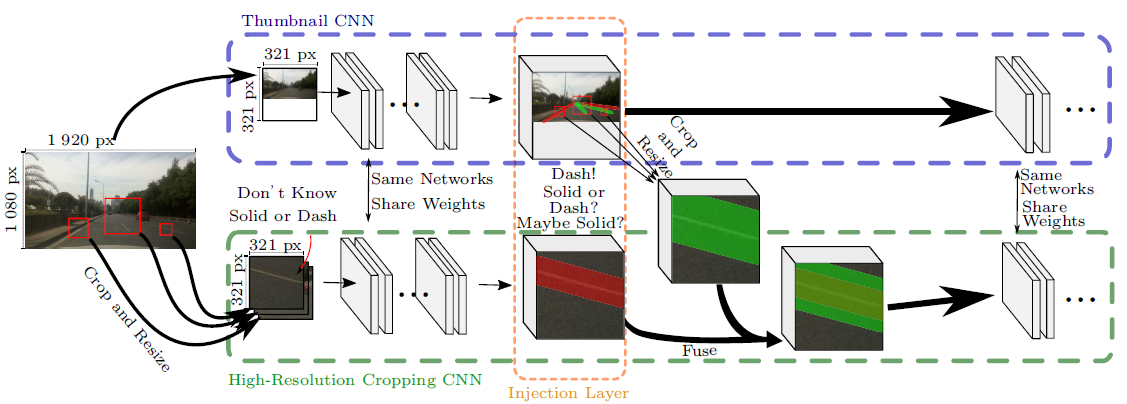 Thumbnail CNN
321 px
321 px
1 920 px
1 080 px
Crop
and
Resize
Same Networks
Share Weights
Don't Know
Solid or Dash
Dash!
Solid or
Dash?
Maybe Solid?
Same
Networks
Share
Weights
321 px
321 px
Crop and Resize
Fuse
High-Resolution Cropping CNN
Injection Layer